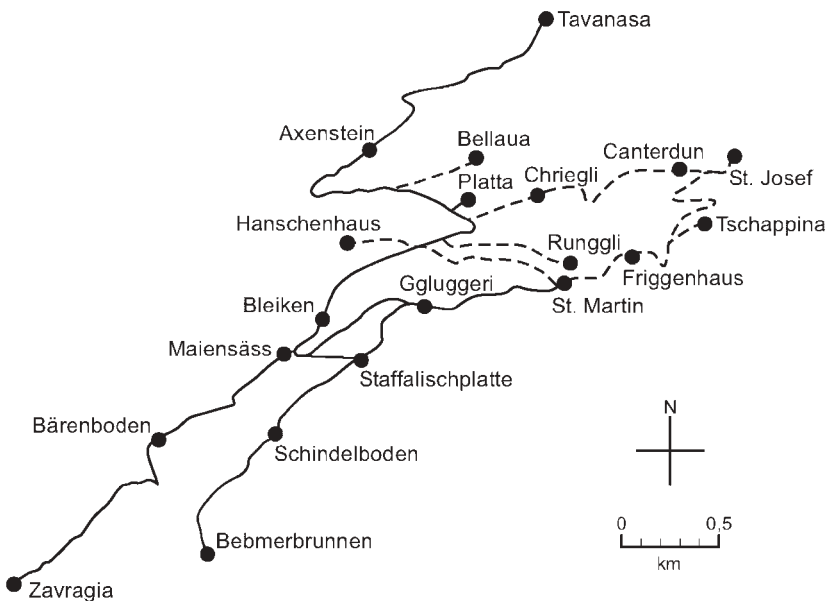 Tavanasa
Axenstein
Bellaua
Canterdun
Chriegli
St. Josef
Platta
Hanschenhaus
Tschappina
Runggli
Friggenhaus
Ggluggeri
St. Martin
Bleiken
Maiensäss
Staffalischplatte
N
Bärenboden
Schindelboden
0 0,5
km
Bebmerbrunnen
Zavragia